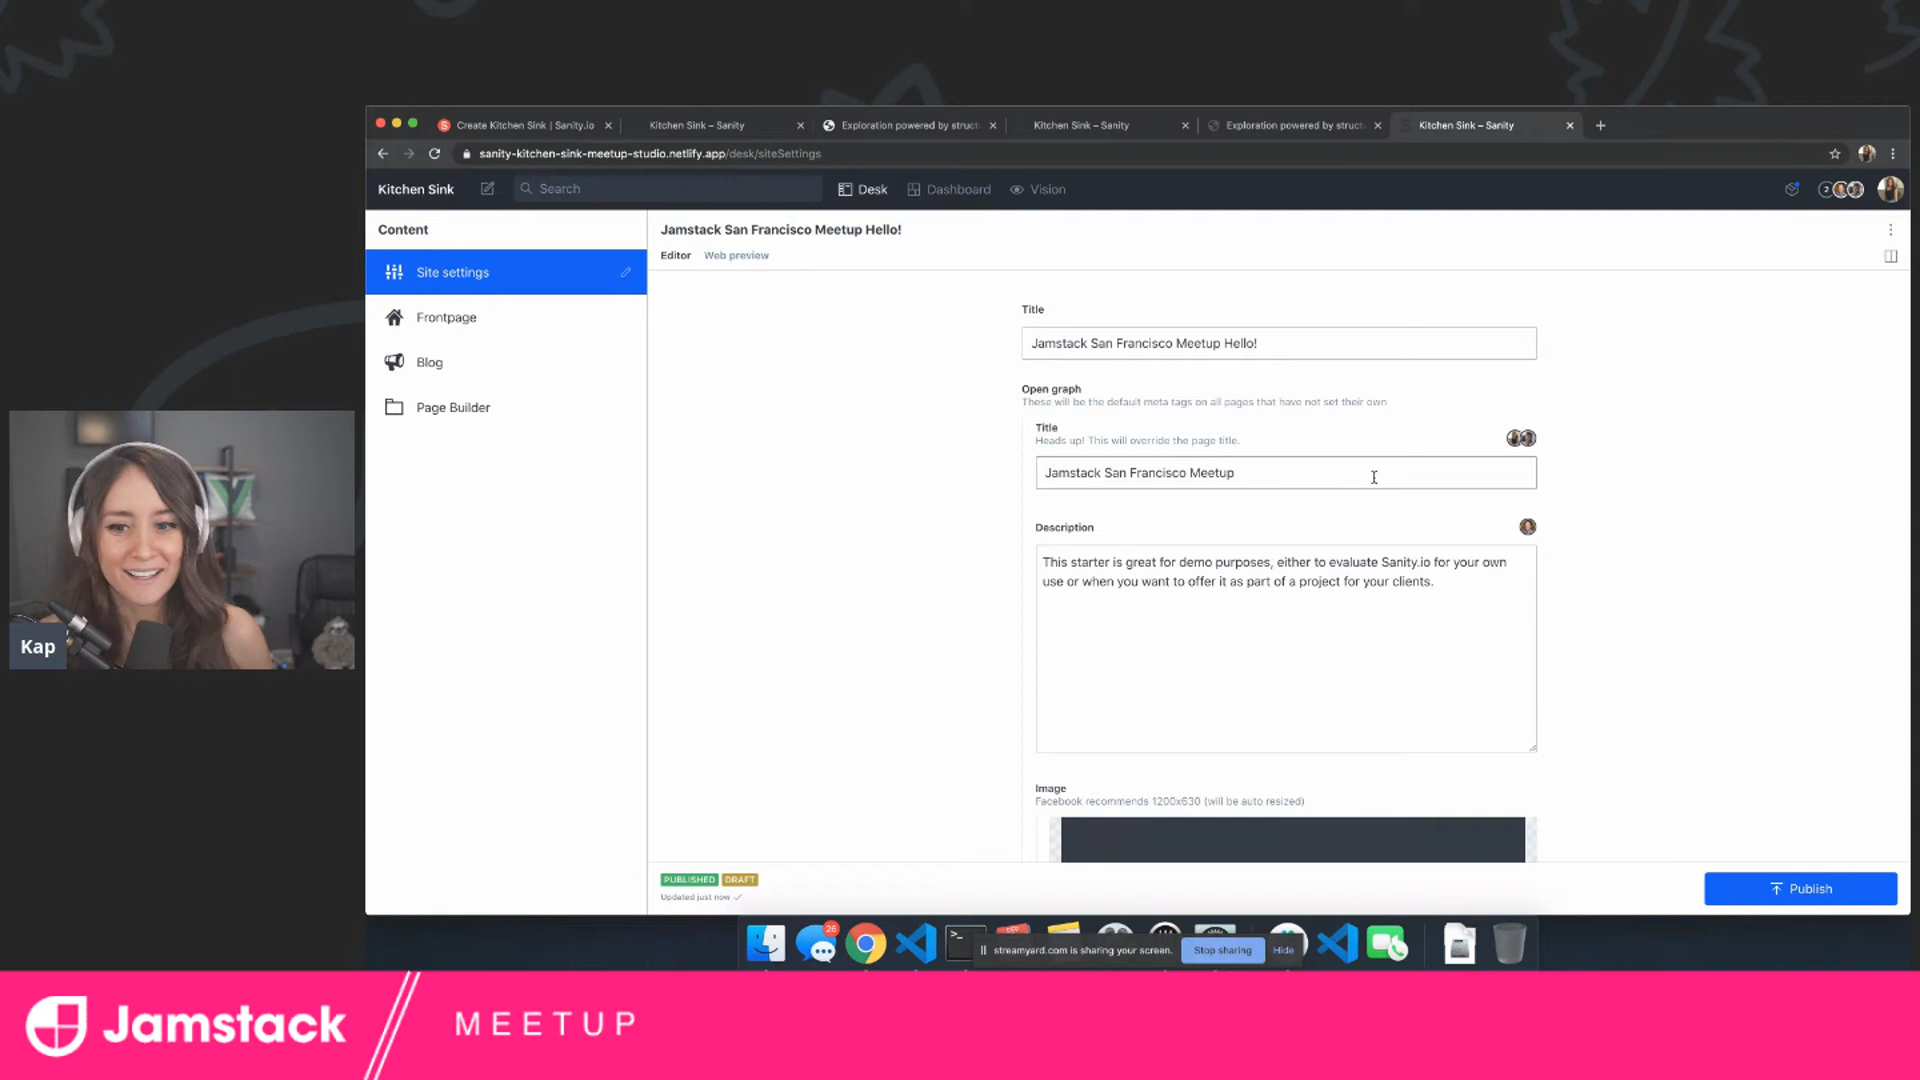 Create Kitchen Sink | Sanity.io
Kitchen Sink – Sanity
Exploration powered by struct
Kitchen Sink – Sanity
Exploration powered by struct
Kitchen Sink – Sanity
sanity-kitchen-sink-meetup-studio.netlify.app/desk/siteSettings
Kitchen Sink
Search
Desk
Dashboard
Vision
2
Content
Jamstack San Francisco Meetup Hello!
Editor
Web preview
Site settings
Frontpage
Blog
Page Builder
Title
Jamstack San Francisco Meetup Hello!
Open graph
These will be the default meta tags on all pages that have not set their own
Title
Heads up! This will override the page title.
Jamstack San Francisco Meetup
Description
This starter is great for demo purposes, either to evaluate Sanity.io for your own
use or when you want to offer it as part of a project for your clients.
Image
Facebook recommends 1200x630 (will be auto resized)
PUBLISHED DRAFT
Updated just now
Publish
Kap
26
streamyard.com is sharing your screen.
Stop sharing
Hide
Jamstack
MEETUP